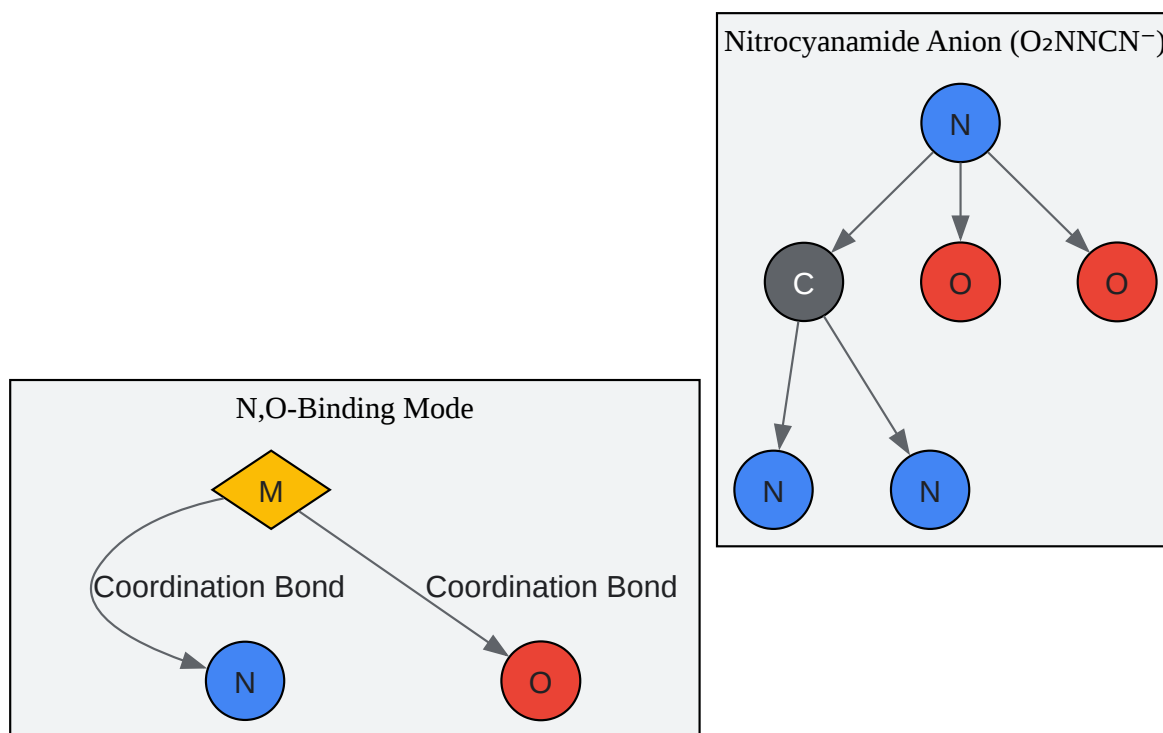 Nitrocyanamide Anion (O₂NNCN⁻)
N
C
O
O
N
N
N,O-Binding Mode
M
Coordination Bond
Coordination Bond
N
O